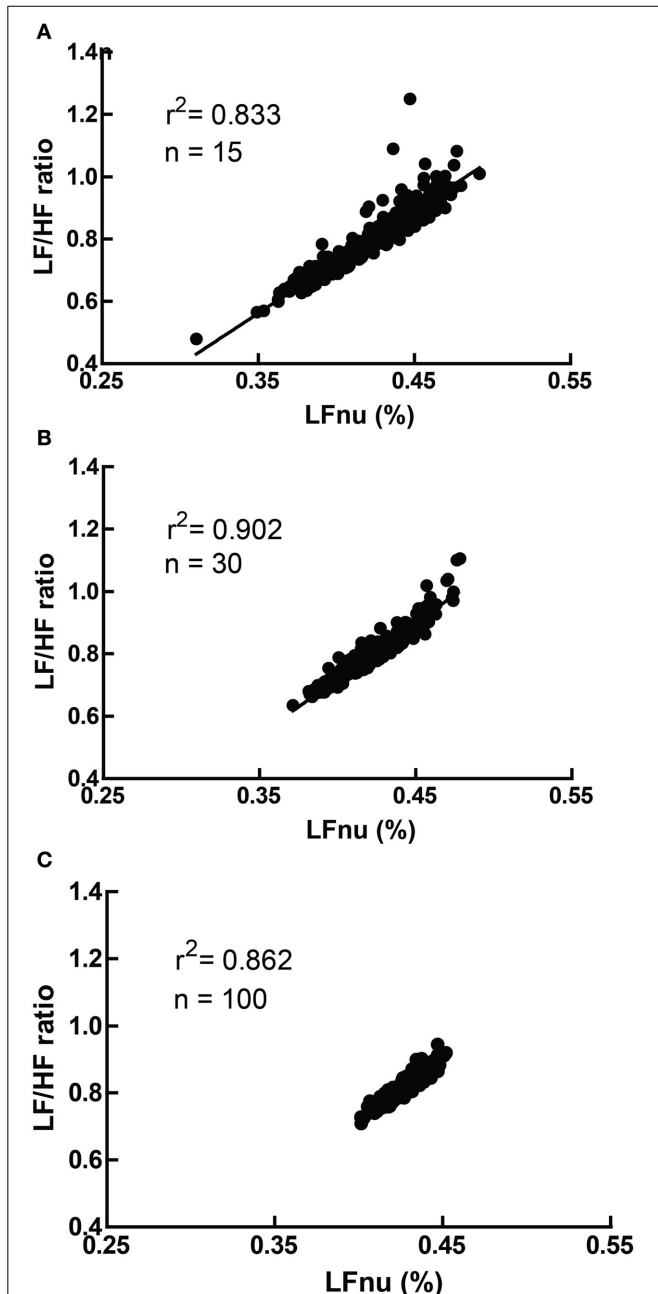 A
1.4n
r²= 0.833
n = 15
1.2
1.0
LF/HF ratio
0.8
0.6
0.4
0.25 0.35 0.45 0.55
LFnu (%)
B
1.4
r²= 0.902
n = 30
1.2
1.0
LF/HF ratio
0.8
0.6
0.4
0.25 0.35 0.45 0.55
LFnu (%)
C
1.4
1.2
r²= 0.862
n = 100
1.0
LF/HF ratio
0.8
0.6
0.4
0.25 0.35 0.45 0.55
LFnu (%)